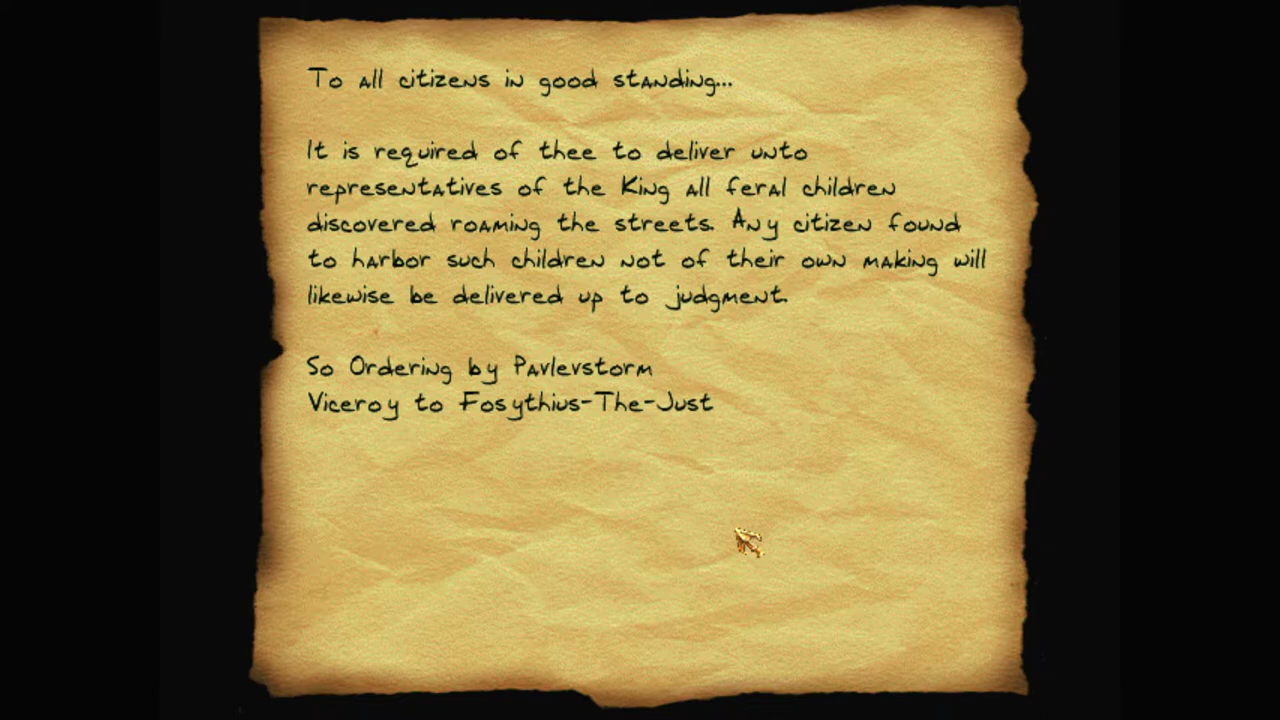 To all citizens in good standing...
It is required of thee to deliver unto
representatives of the King all feral children
discovered roaming the streets. Any citizen found
to harbor such children not of their own making will
likewise be delivered up to judgment.
So Ordering by Pavlevstorm
Viceroy to Fosythius-The-Just